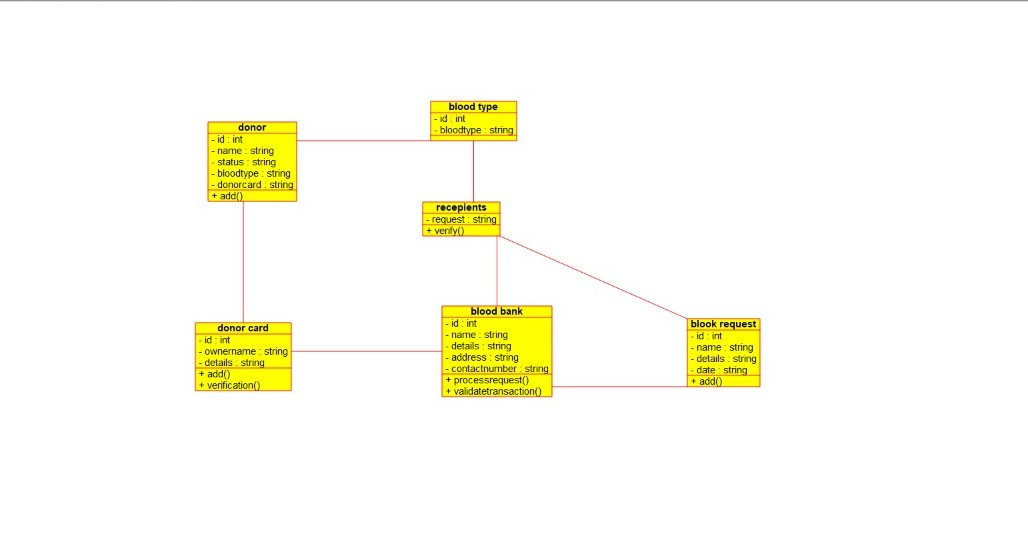 blood type
- id : int
- bloodtype : string
donor
- id : int
- name : string
- status : string
- bloodtype : string
- donorcard : string
+ add()
recepients
- request : string
+ verify()
blood bank
- id : int
- name : string
- details : string
- address : string
- contactnumber : string
+ processrequest()
+ validatetransaction()
donor card
- id : int
- ownername : string
- details : string
+ add()
+ verification()
blook request
- id : int
- name : string
- details : string
- date : string
+ add()